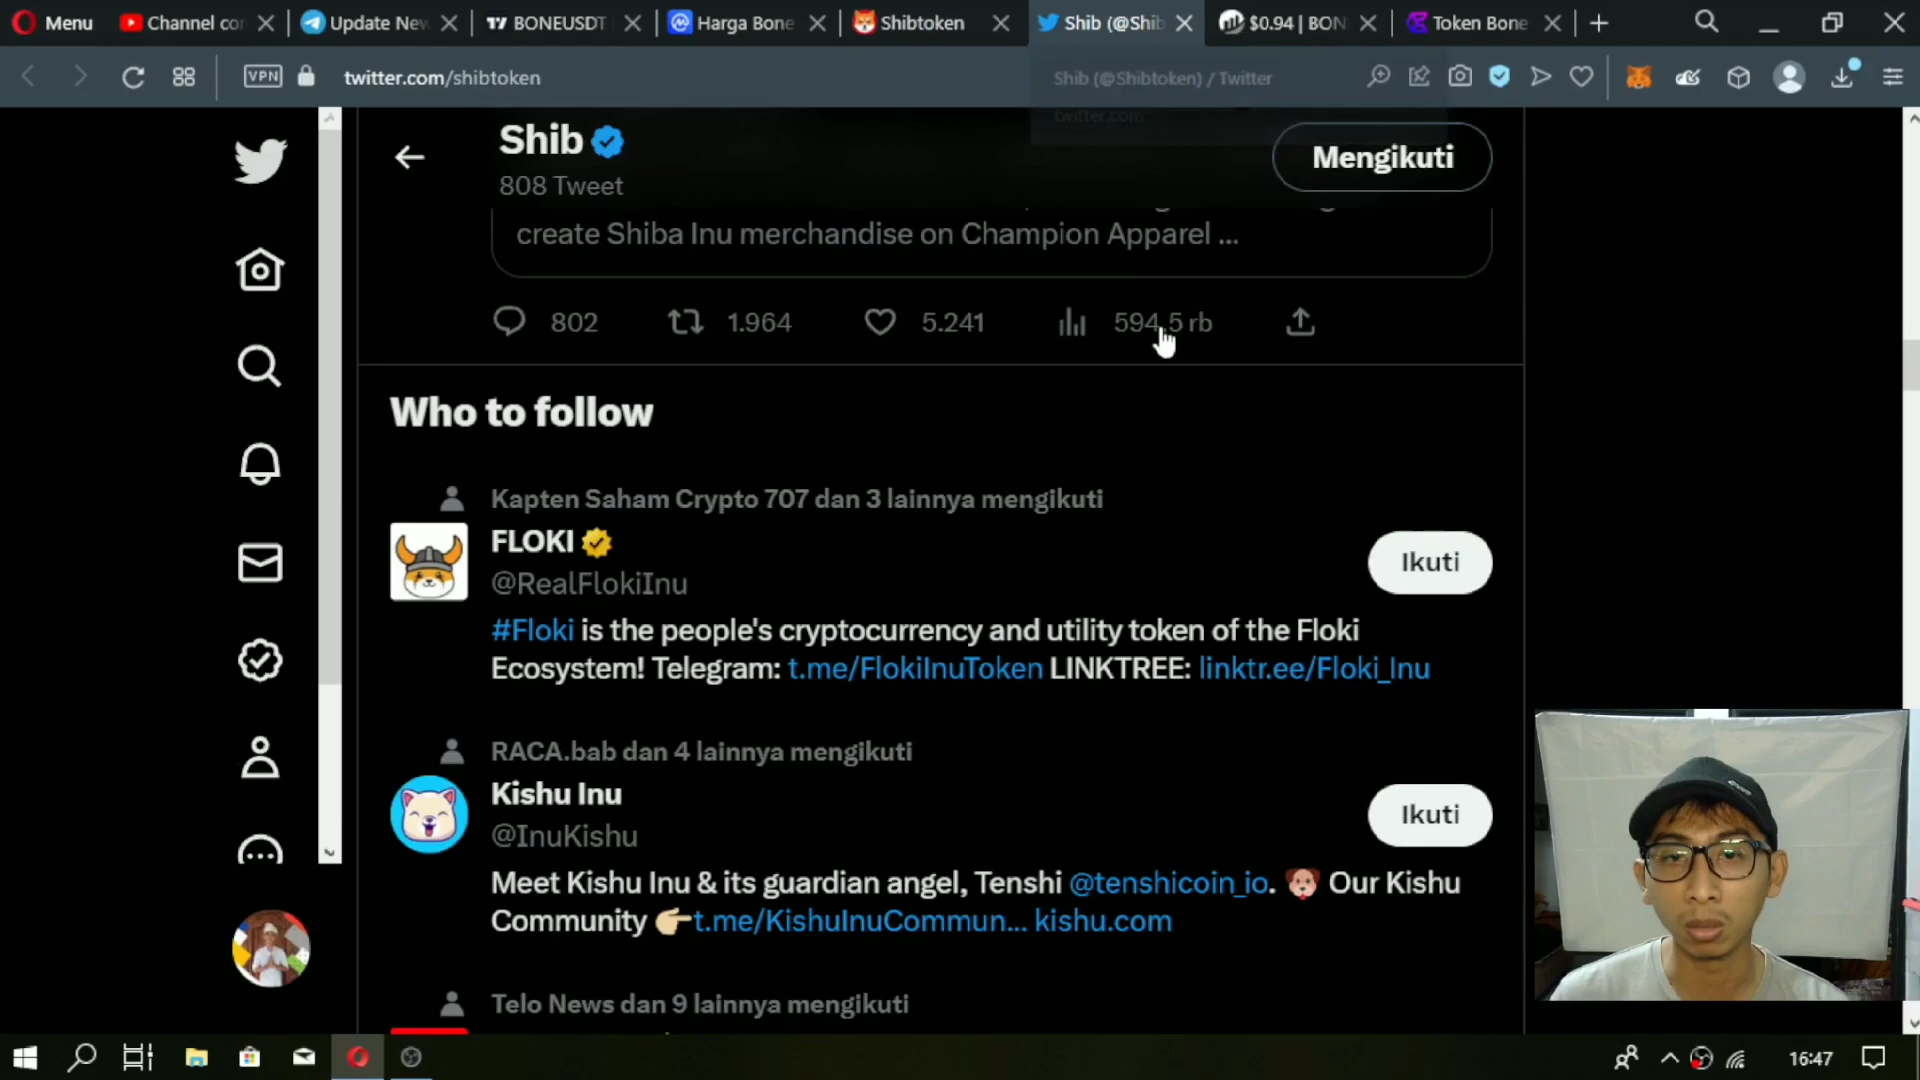 Menu
Channel cor
Update New
BONEUSDT
Harga Bone
Shibtoken
Shib (@Shib
$0.94 | BON
Token Bone
VPN
twitter.com/shibtoken
Shib (@Shibtoken) / Twitter
twitter.com
Shib
808 Tweet
Mengikuti
create Shiba Inu merchandise on Champion Apparel ...
802
1.964
5.241
594.5 rb
Who to follow
Kapten Saham Crypto 707 dan 3 lainnya mengikuti
FLOKI
@RealFlokiInu
Ikuti
#Floki is the people's cryptocurrency and utility token of the Floki
Ecosystem! Telegram: t.me/FlokiInuToken LINKTREE: linktr.ee/Floki_Inu
RACA.bab dan 4 lainnya mengikuti
Kishu Inu
@InuKishu
Ikuti
Meet Kishu Inu & its guardian angel, Tenshi @tenshicoin_io. Our Kishu
Community t.me/KishuInuCommun... kishu.com
Telo News dan 9 lainnya mengikuti
16:47